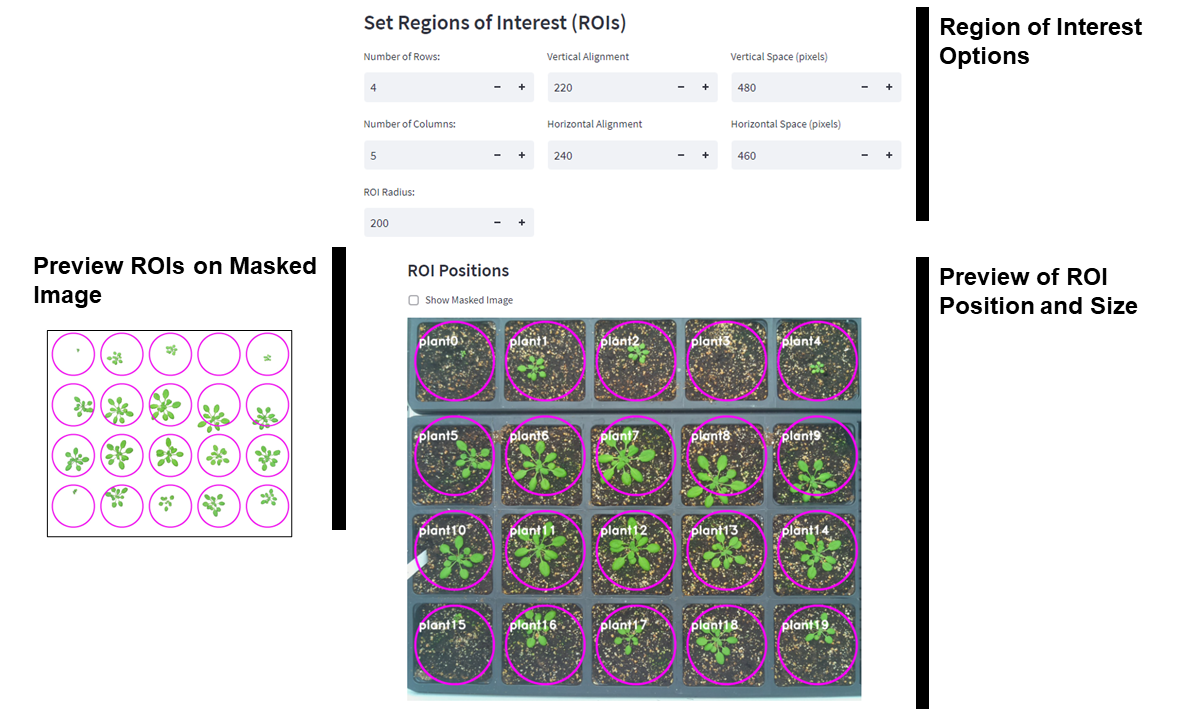 Set Regions of Interest (ROIs)
Region of Interest
Options
Number of Rows:
Vertical Alignment
Vertical Space (pixels)
4
220
480
Number of Columns:
Horizontal Alignment
Horizontal Space (pixels)
5
240
460
ROI Radius:
200
Preview ROIs on Masked
Image
ROI Positions
Show Masked Image
Preview of ROI
Position and Size
plant0
plant1
plant2
plant3
plant4
plant5
plant6
plant7
plant8
plant9
plant10
plant11
plant12
plant13
plant14
plant15
plant16
plant17
plant18
plant19